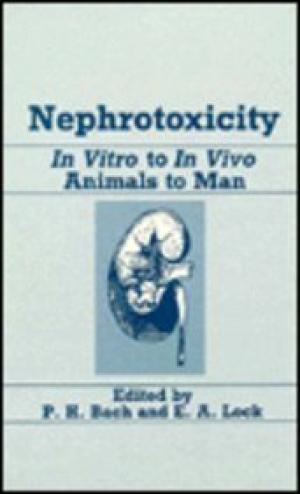 Nephrotoxicity
In Vitro to In Vivo
Animals to Man
Edited by
P. H. Bach and E. A. Lock